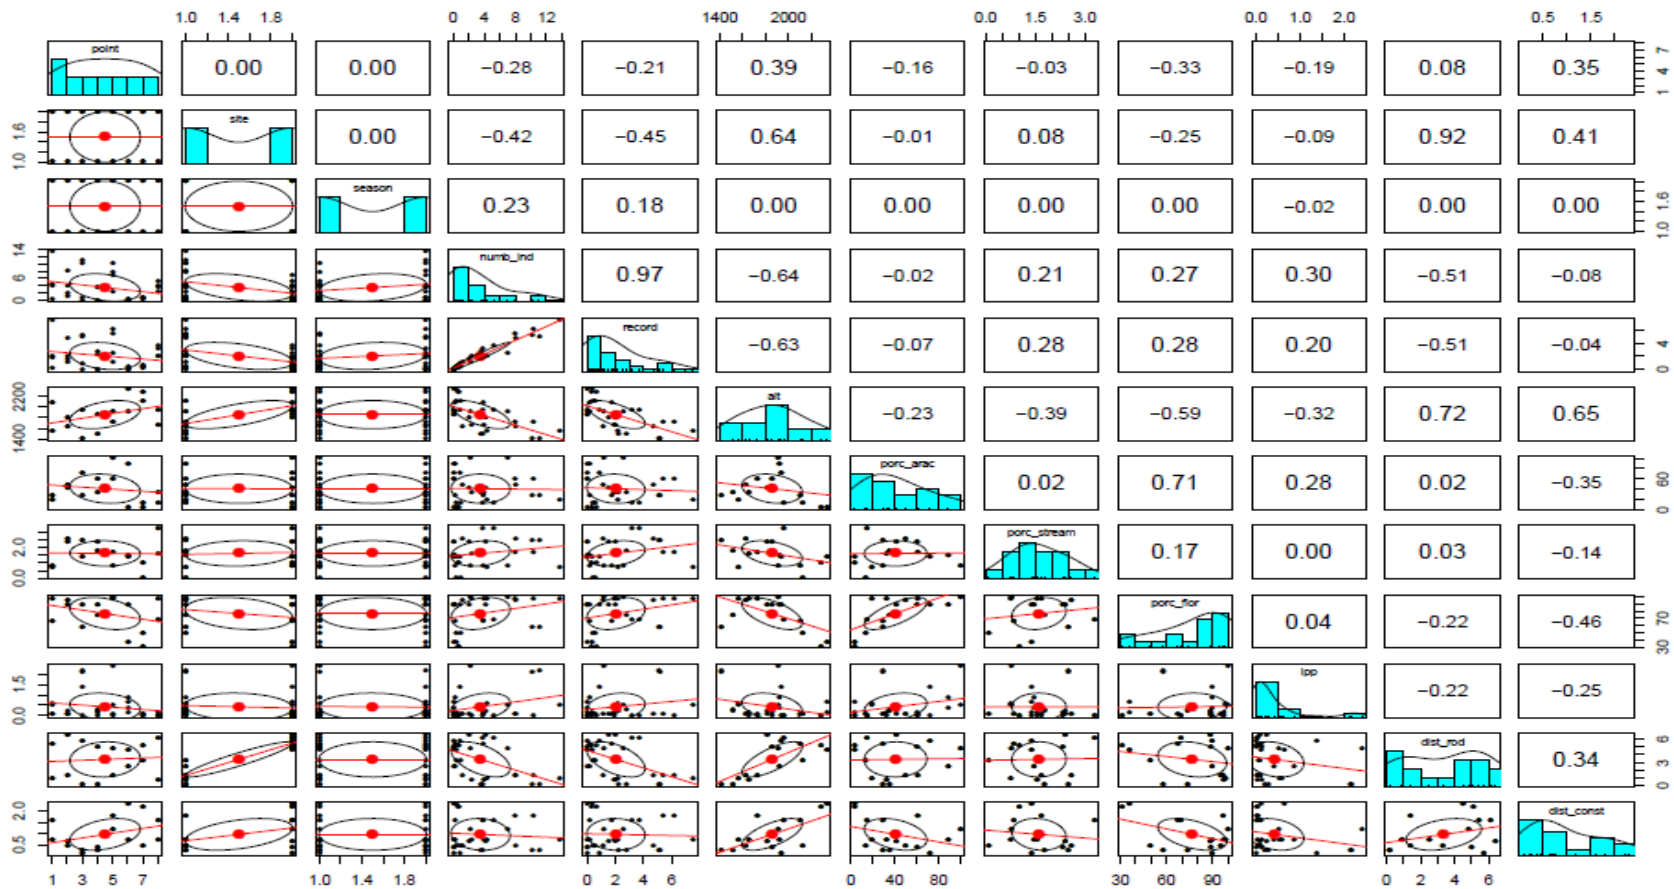 1.0 1.4 1.8 0 4 8 12 1400 2000 0.0 1.5 3.0 0.0 1.0 2.0 0.5 1.5
point 0.00 0.00 −0.28 −0.21 0.39 −0.16 −0.03 −0.33 −0.19 0.08 0.35 1 4 7
1.0 1.6 site 0.00 −0.42 −0.45 0.64 −0.01 0.08 −0.25 −0.09 0.92 0.41
season 0.23 0.18 0.00 0.00 0.00 0.00 −0.02 0.00 0.00 1.0 1.6
0 6 14 numb_ind 0.97 −0.64 −0.02 0.21 0.27 0.30 −0.51 −0.08
record −0.63 −0.07 0.28 0.28 0.20 −0.51 −0.04 0 4
1400 2200 alt −0.23 −0.39 −0.59 −0.32 0.72 0.65
porc_arac 0.02 0.71 0.28 0.02 −0.35 0 60
0.0 2.0 porc_stream 0.17 0.00 0.03 −0.14
porc_flor 0.04 −0.22 −0.46 30 70
0.0 1.5 ipp −0.22 −0.25
dist_rod 0.34 0 3 6
0.5 2.0 dist_const
1 3 5 7 1.0 1.4 1.8 0 2 4 6 0 40 80 30 60 90 0 2 4 6